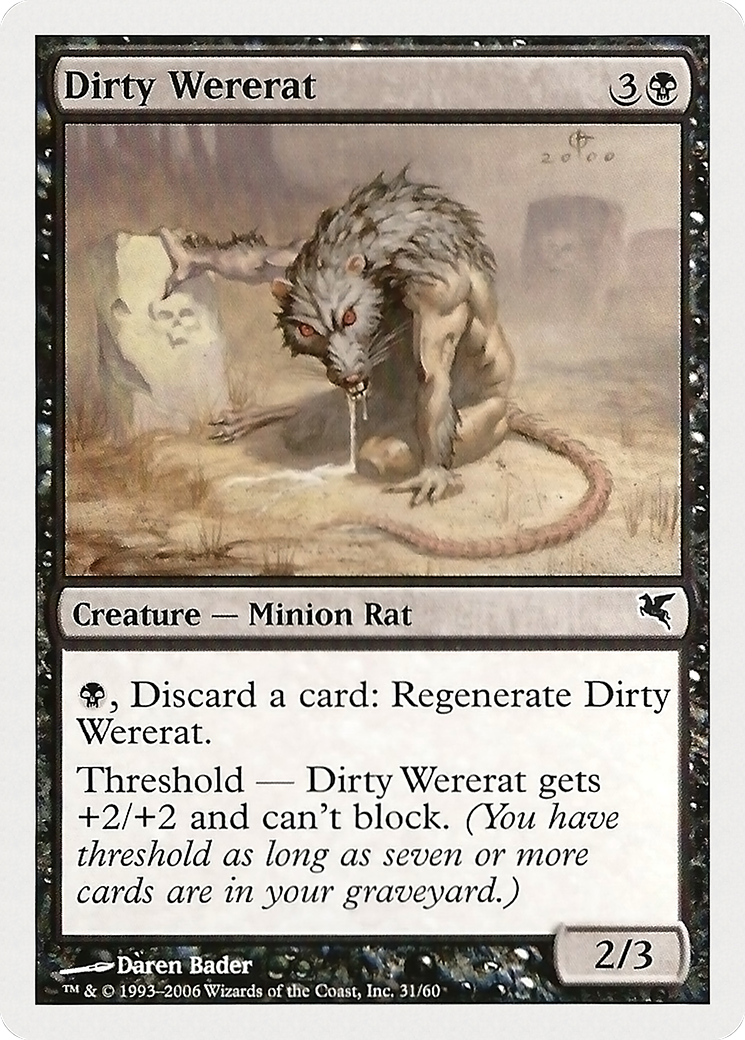 Dirty Wererat 3
2000
Creature — Minion Rat
, Discard a card: Regenerate Dirty
Wererat.
Threshold — Dirty Wererat gets
+2/+2 and can't block. (You have
threshold as long as seven or more
cards are in your graveyard.)
2/3
Daren Bader
™ & © 1993–2006 Wizards of the Coast, Inc. 31/60